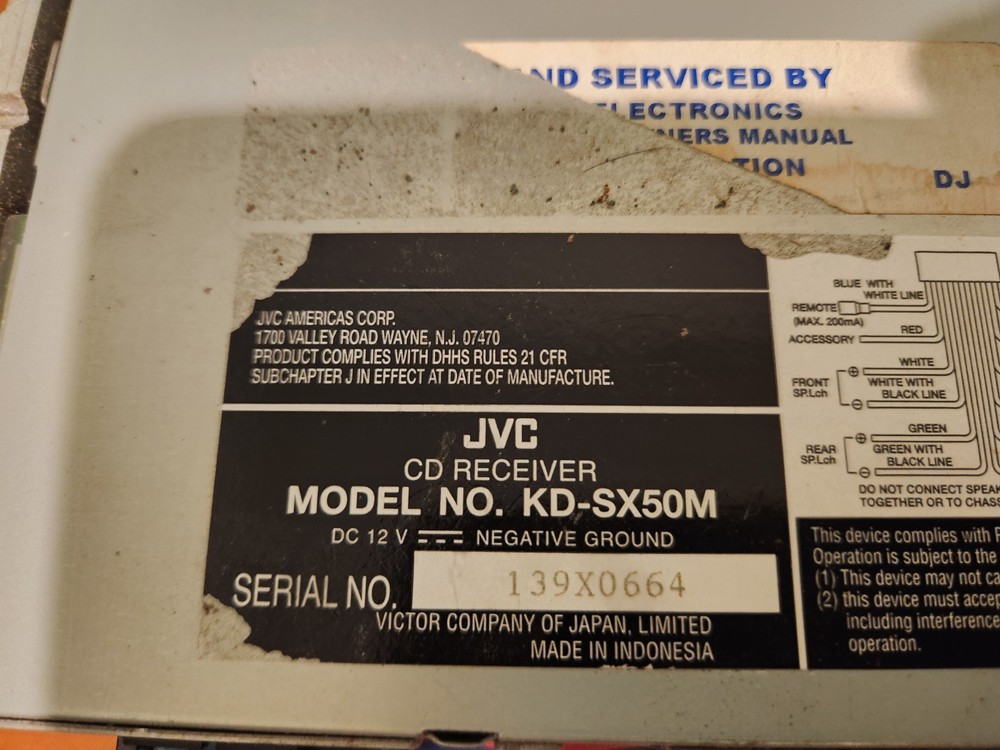 AND SERVICED BY
ELECTRONICS
NERS MANUAL
TION
DJ
JVC AMERICAS CORP.
1700 VALLEY ROAD WAYNE, N.J. 07470
PRODUCT COMPLIES WITH DHHS RULES 21 CFR
SUBCHAPTER J IN EFFECT AT DATE OF MANUFACTURE.
JVC
CD RECEIVER
MODEL NO. KD-SX50M
DC 12 V NEGATIVE GROUND
SERIAL NO. 139X0664
VICTOR COMPANY OF JAPAN, LIMITED
MADE IN INDONESIA
BLUE WITH
WHITE LINE
REMOTE
(MAX. 200mA)
ACCESSORY
RED
WHITE
FRONT
SP.Lch
⊕
WHITE WITH
BLACK LINE
⊖
GREEN
REAR
SP.Lch
⊕
GREEN WITH
BLACK LINE
⊖
DO NOT CONNECT SPEAK
TOGETHER OR TO CHASS
This device complies with
Operation is subject to the
(1) This device may not ca
(2) this device must accep
including interference
operation.